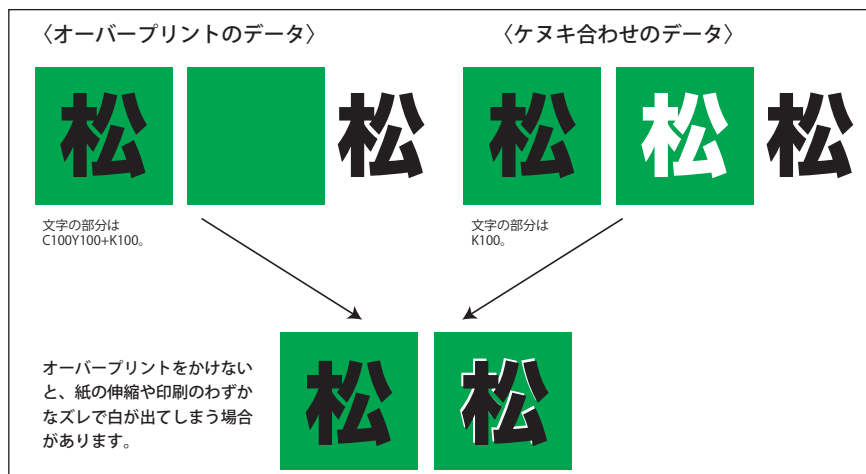 〈オーバープリントのデータ〉
松 松
文字の部分は
C100Y100+K100。
〈ケヌキ合わせのデータ〉
松 松 松
文字の部分は
K100。
オーバープリントをかけない
と、紙の伸縮や印刷のわずか
なズレで白が出てしまう場合
があります。
松 松